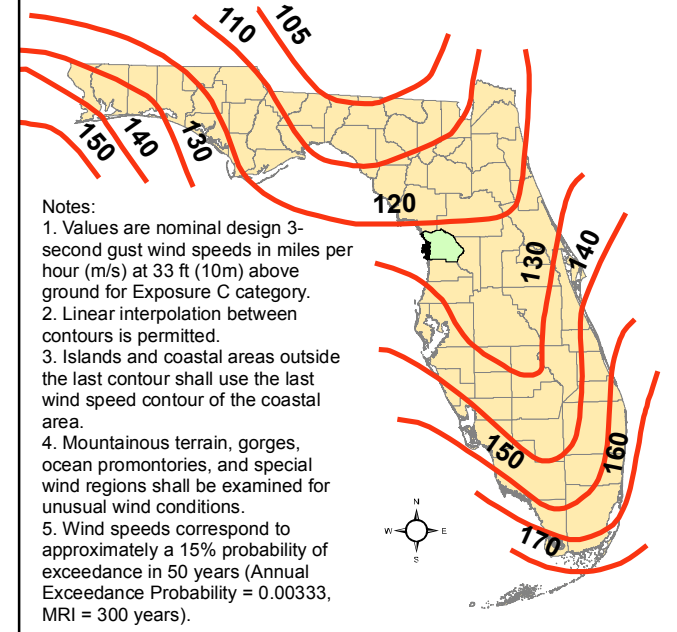 105
110
120
130
140
150
130
140
150
160
170
N
W E
S
Notes:
1. Values are nominal design 3-
second gust wind speeds in miles per
hour (m/s) at 33 ft (10m) above
ground for Exposure C category.
2. Linear interpolation between
contours is permitted.
3. Islands and coastal areas outside
the last contour shall use the last
wind speed contour of the coastal
area.
4. Mountainous terrain, gorges,
ocean promontories, and special
wind regions shall be examined for
unusual wind conditions.
5. Wind speeds correspond to
approximately a 15% probability of
exceedance in 50 years (Annual
Exceedance Probability = 0.00333,
MRI = 300 years).